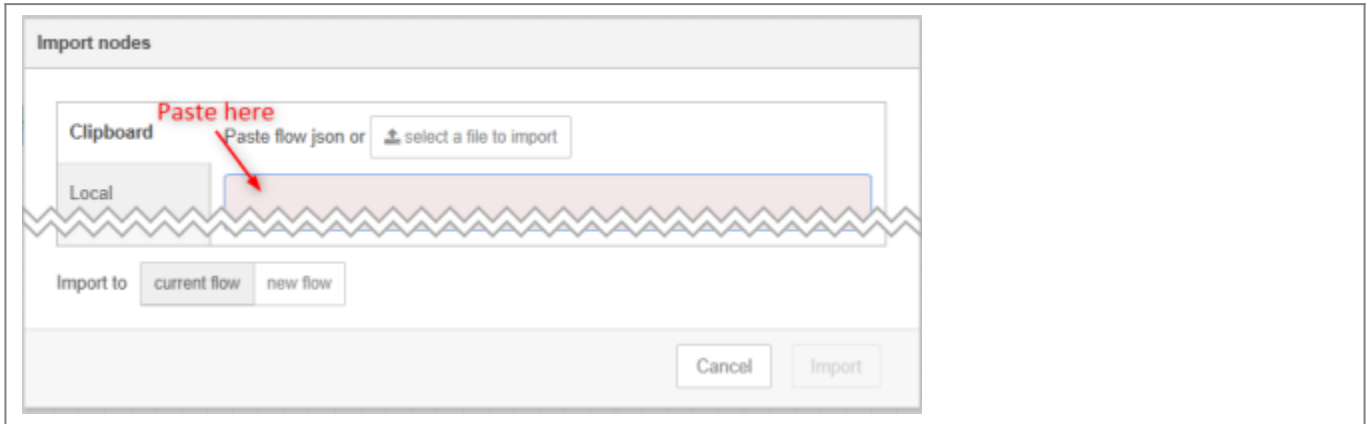 Import nodes
Paste here
Clipboard
Paste flow json or select a file to import
Local
Import to current flow new flow
Cancel Import